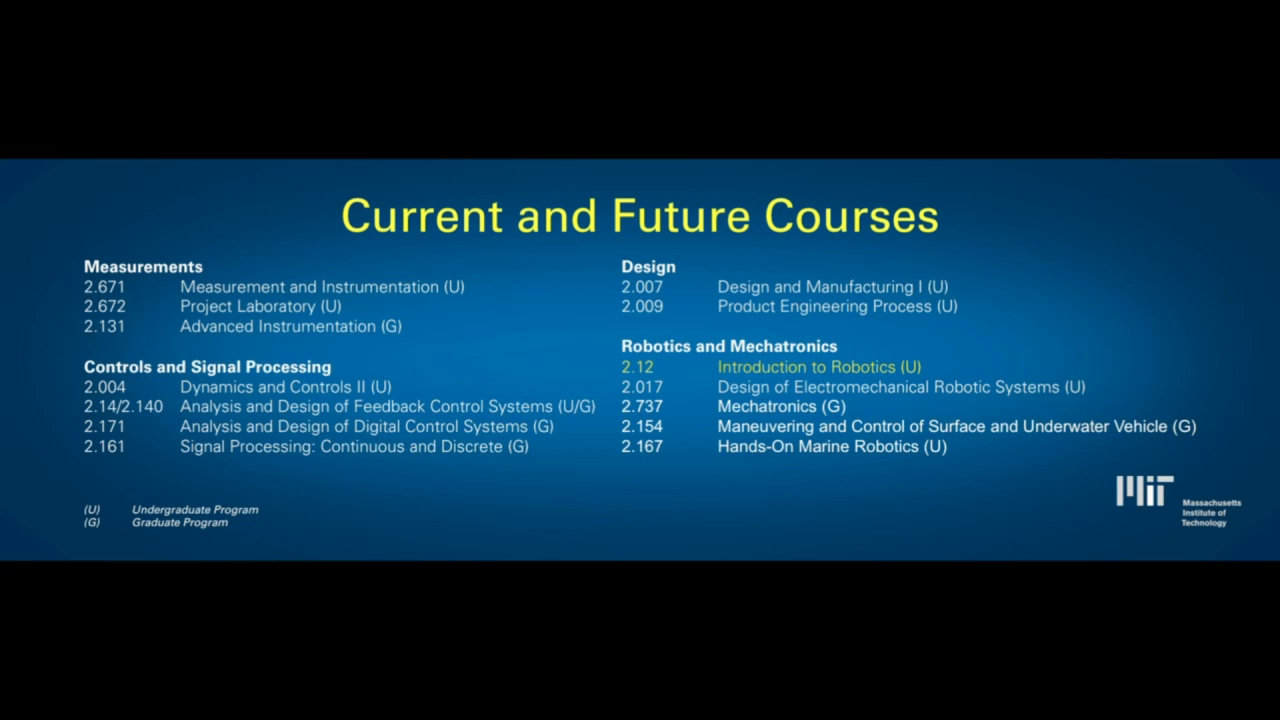 Current and Future Courses
Measurements
2.671 Measurement and Instrumentation (U)
2.672 Project Laboratory (U)
2.131 Advanced Instrumentation (G)
Controls and Signal Processing
2.004 Dynamics and Controls II (U)
2.14/2.140 Analysis and Design of Feedback Control Systems (U/G)
2.171 Analysis and Design of Digital Control Systems (G)
2.161 Signal Processing: Continuous and Discrete (G)
(U) Undergraduate Program
(G) Graduate Program
Design
2.007 Design and Manufacturing I (U)
2.009 Product Engineering Process (U)
Robotics and Mechatronics
2.12 Introduction to Robotics (U)
2.017 Design of Electromechanical Robotic Systems (U)
2.737 Mechatronics (G)
2.154 Maneuvering and Control of Surface and Underwater Vehicle (G)
2.167 Hands-On Marine Robotics (U)
MIT
Massachusetts
Institute of
Technology